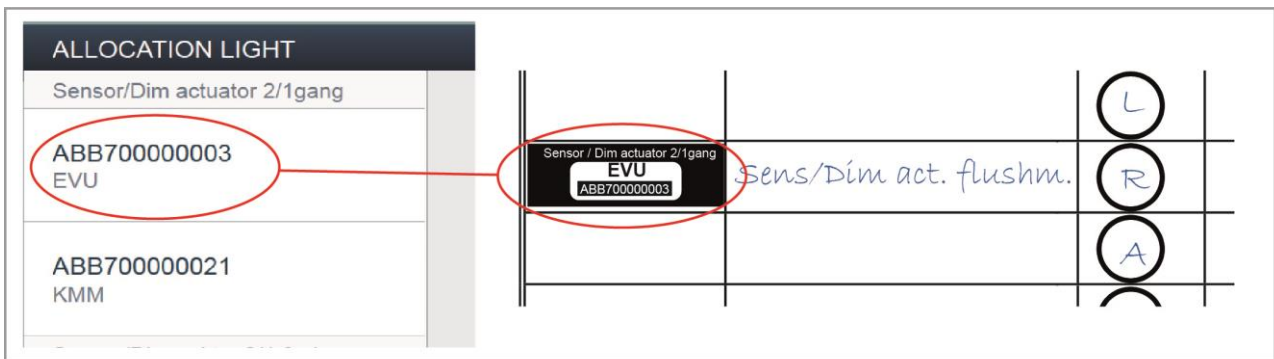 ALLOCATION LIGHT
Sensor/Dim actuator 2/1gang
ABB700000003
EVU
ABB700000021
KMM
L
Sensor / Dim actuator 2/1gang
EVU
ABB700000003
Sens/Dim act. flushm.
R
A